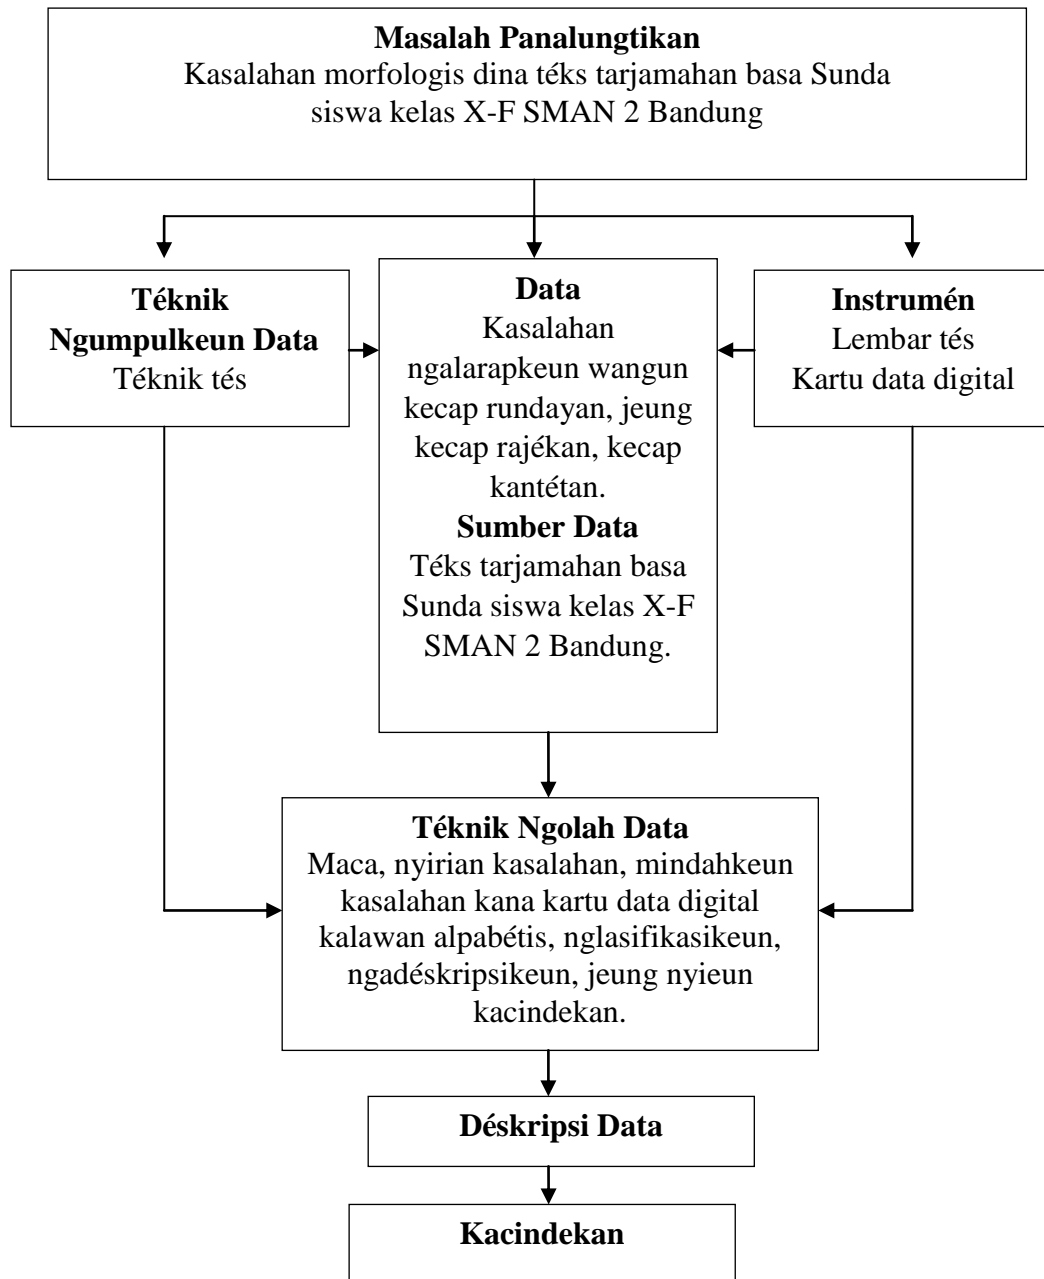 Masalah Panalungtikan
Kasalahan morfologis dina téks tarjamahan basa Sunda
siswa kelas X-F SMAN 2 Bandung
Téknik
Ngumpulkeun Data
Téknik tés
Data
Kasalahan
ngalarapkeun wangun
kecap rundayan, jeung
kecap rajékan, kecap
kantétan.
Sumber Data
Téks tarjamahan basa
Sunda siswa kelas X-F
SMAN 2 Bandung.
Instrumén
Lembar tés
Kartu data digital
Téknik Ngolah Data
Maca, nyirian kasalahan, mindahkeun
kasalahan kana kartu data digital
kalawan alpabétis, nglasifikasikeun,
ngadéskripsikeun, jeung nyieun
kacindekan.
Déskripsi Data
Kacindekan